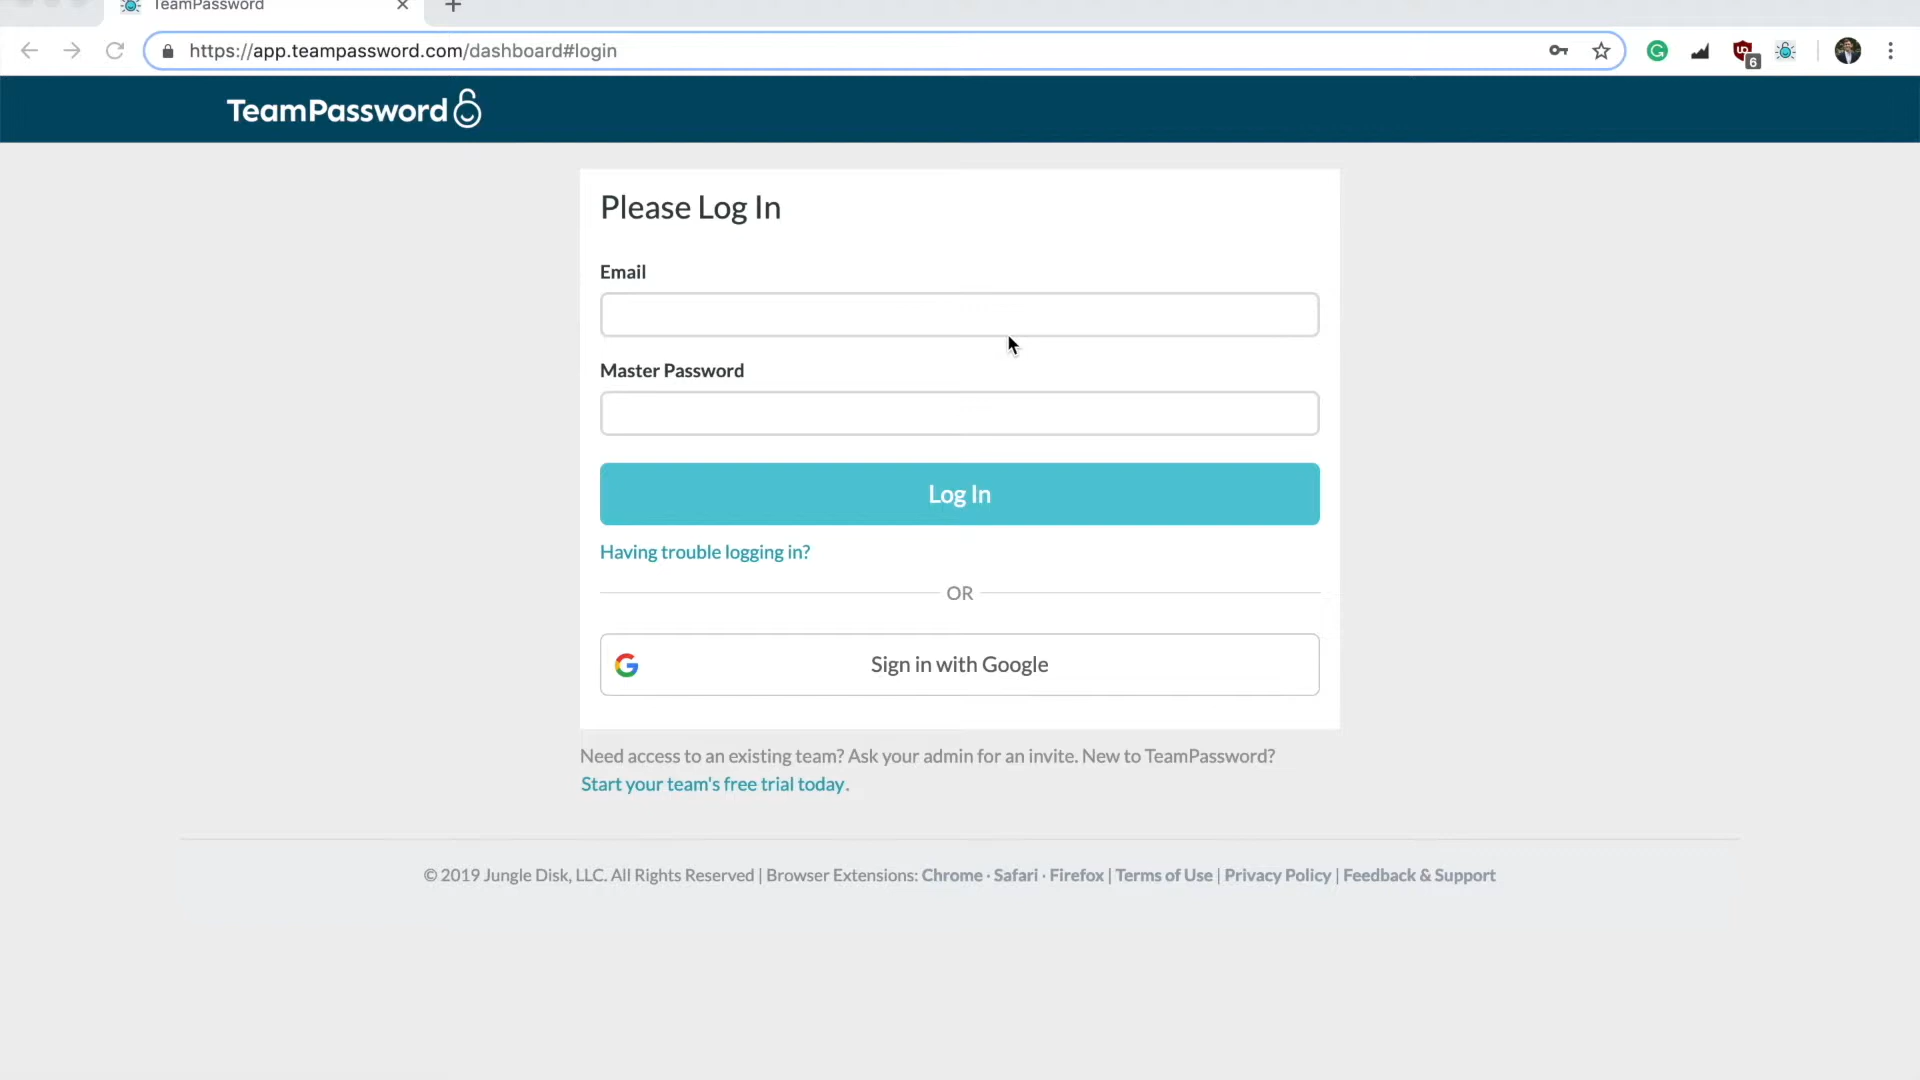 TeamPassword
https://app.teampassword.com/dashboard#login
6
TeamPassword
Please Log In
Email
Master Password
Log In
Having trouble logging in?
OR
Sign in with Google
Need access to an existing team? Ask your admin for an invite. New to TeamPassword?
Start your team's free trial today.
© 2019 Jungle Disk, LLC. All Rights Reserved | Browser Extensions: Chrome · Safari · Firefox | Terms of Use | Privacy Policy | Feedback & Support